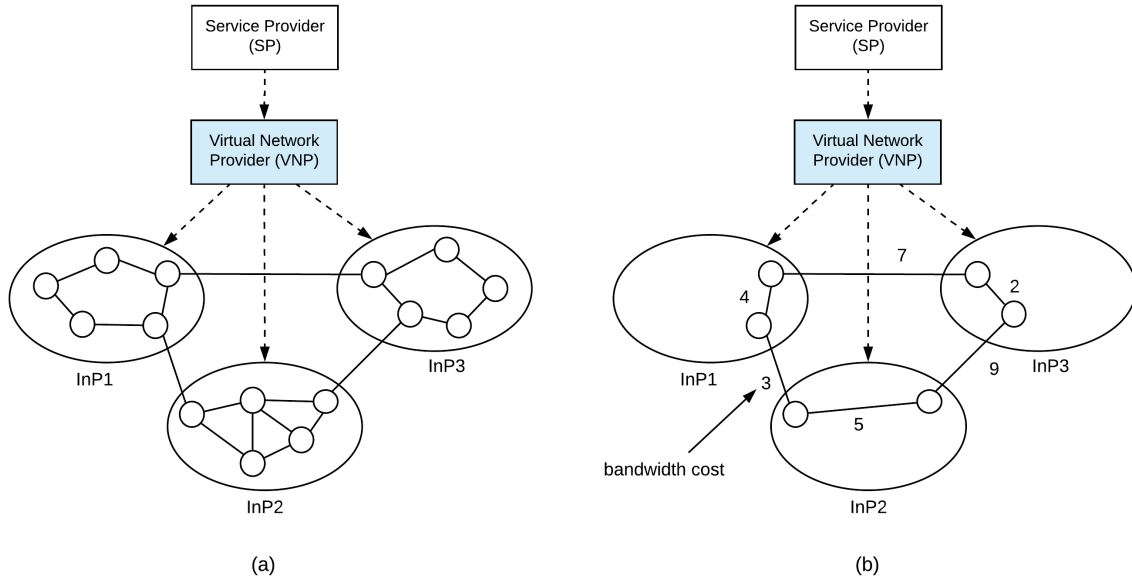 Service Provider
(SP)
Virtual Network
Provider (VNP)
InP1
InP3
InP2
(a)
Service Provider
(SP)
Virtual Network
Provider (VNP)
7
2
4
9
3
5
InP1
InP3
bandwidth cost
InP2
(b)